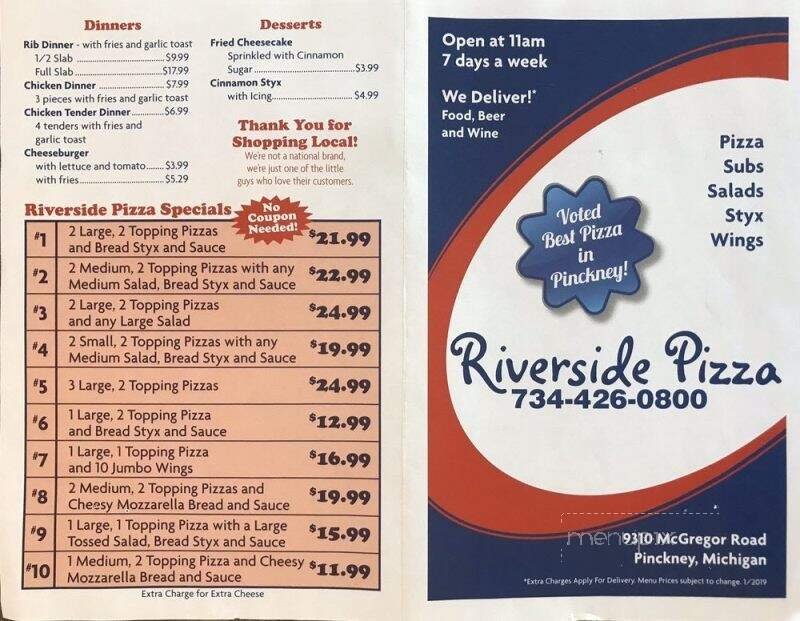 Dinners
Rib Dinner - with fries and garlic toast
1/2 Slab $9.99
Full Slab $17.99
Chicken Dinner $7.99
3 pieces with fries and garlic toast
Chicken Tender Dinner $6.99
4 tenders with fries and
garlic toast
Cheeseburger
with lettuce and tomato $3.99
with fries $5.29
Desserts
Fried Cheesecake
Sprinkled with Cinnamon
Sugar $3.99
Cinnamon Styx
with Icing $4.99
Thank You for
Shopping Local!
We're not a national brand,
we're just one of the little
guys who love their customers.
Riverside Pizza Specials
No
Coupon
Needed!
#1 2 Large, 2 Topping Pizzas
and Bread Styx and Sauce $21.99
#2 2 Medium, 2 Topping Pizzas with any
Medium Salad, Bread Styx and Sauce $22.99
#3 2 Large, 2 Topping Pizzas
and any Large Salad $24.99
#4 2 Small, 2 Topping Pizzas with any
Medium Salad, Bread Styx and Sauce $19.99
#5 3 Large, 2 Topping Pizzas $24.99
#6 1 Large, 2 Topping Pizza
and Bread Styx and Sauce $12.99
#7 1 Large, 1 Topping Pizza
and 10 Jumbo Wings $16.99
#8 2 Medium, 2 Topping Pizzas and
Cheesy Mozzarella Bread and Sauce $19.99
#9 1 Large, 1 Topping Pizza with a Large
Tossed Salad, Bread Styx and Sauce $15.99
#10 1 Medium, 2 Topping Pizza and Cheesy
Mozzarella Bread and Sauce $11.99
Extra Charge for Extra Cheese
Open at 11am
7 days a week
We Deliver!*
Food, Beer
and Wine
Pizza
Subs
Salads
Styx
Wings
Voted
Best Pizza
in
Pinckney!
Riverside Pizza
734-426-0800
9310 McGregor Road
Pinckney, Michigan
*Extra Charges Apply For Delivery. Menu Prices subject to change. 1/2019